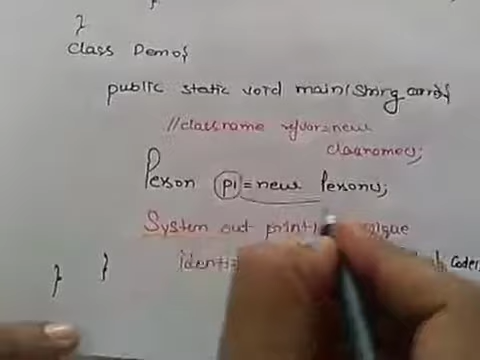 }
class Demo{
public static void main(String args){
//classname refvar=new
classname();
Person p1=new Person();
System out println
identi
Code
} }